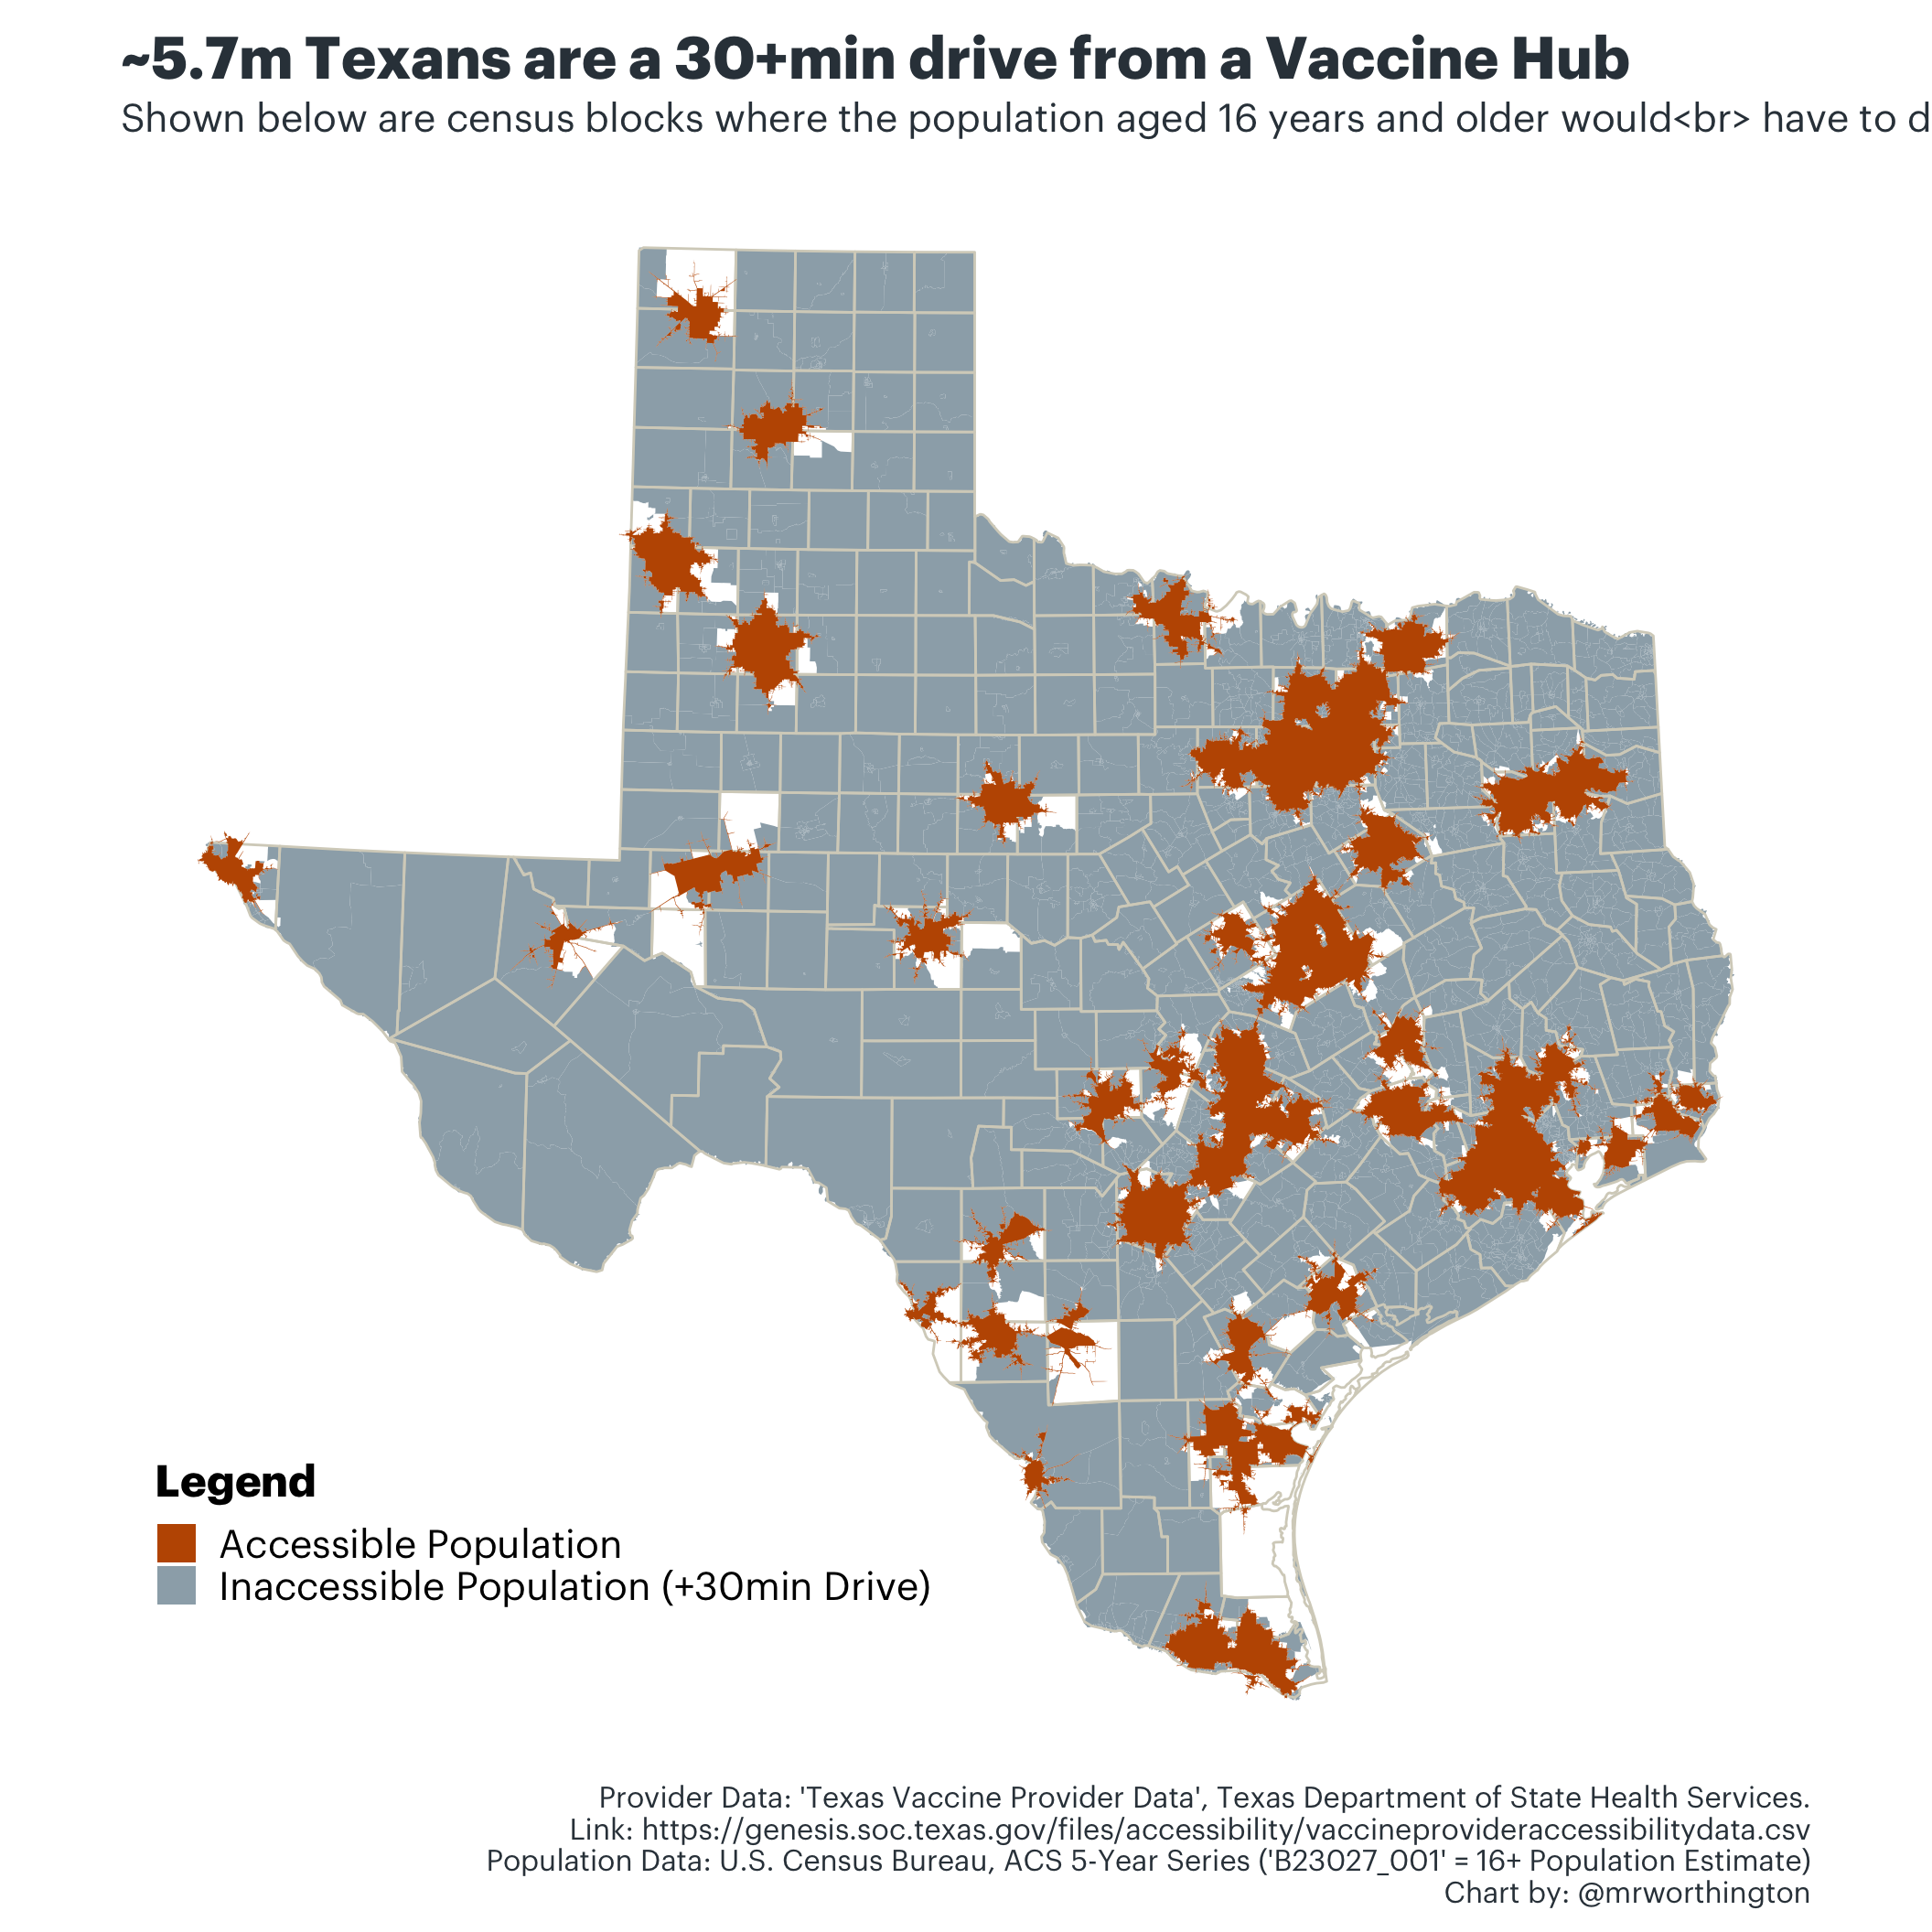 ~5.7m Texans are a 30+min drive from a Vaccine Hub
Shown below are census blocks where the population aged 16 years and older would<br> have to d
Legend
Accessible Population
Inaccessible Population (+30min Drive)
Provider Data: 'Texas Vaccine Provider Data', Texas Department of State Health Services.
Link: https://genesis.soc.texas.gov/files/accessibility/vaccineprovideraccessibilitydata.csv
Population Data: U.S. Census Bureau, ACS 5-Year Series ('B23027_001' = 16+ Population Estimate)
Chart by: @mrworthington